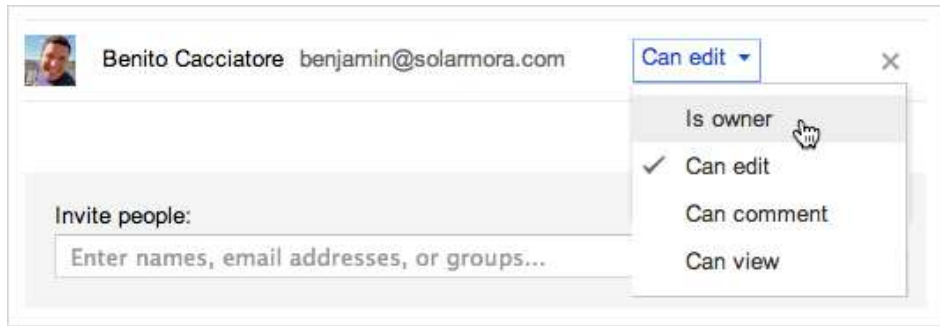 Benito Cacciatore benjamin@solarmora.com Can edit
Is owner
Can edit
Can comment
Can view
Invite people:
Enter names, email addresses, or groups...